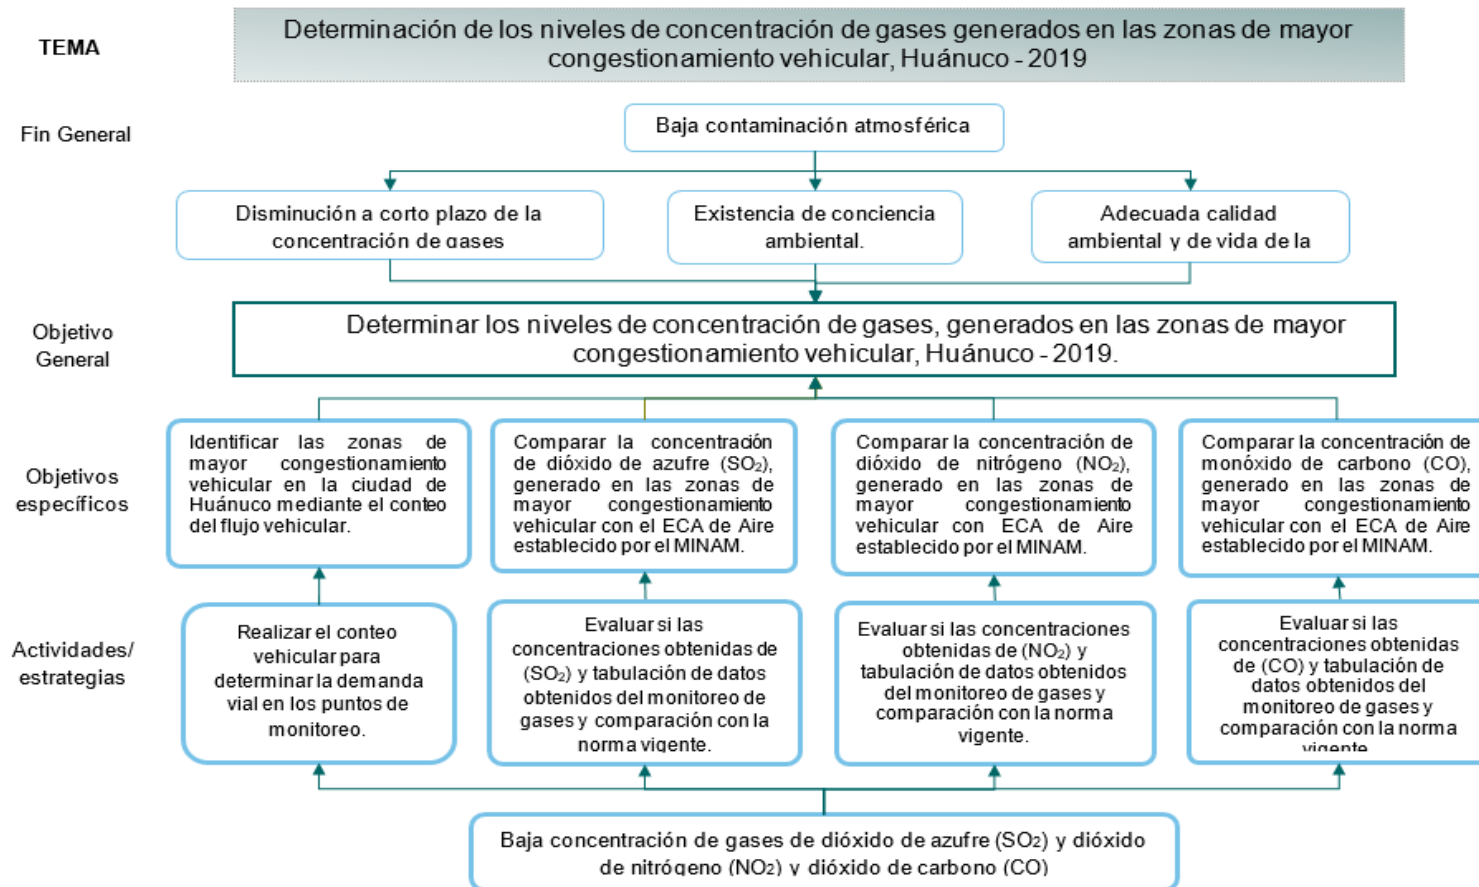 TEMA
Determinación de los niveles de concentración de gases generados en las zonas de mayor
congestionamiento vehicular, Huánuco - 2019
Fin General
Baja contaminación atmosférica
Disminución a corto plazo de la
concentración de gases
Existencia de conciencia
ambiental.
Adecuada calidad
ambiental y de vida de la
Objetivo
General
Determinar los niveles de concentración de gases, generados en las zonas de mayor
congestionamiento vehicular, Huánuco - 2019.
Objetivos
específicos
Identificar las zonas de
mayor congestionamiento
vehicular en la ciudad de
Huánuco mediante el conteo
del flujo vehicular.
Comparar la concentración
de dióxido de azufre (SO₂),
generado en las zonas de
mayor congestionamiento
vehicular con el ECA de Aire
establecido por el MINAM.
Comparar la concentración de
dióxido de nitrógeno (NO₂),
generado en las zonas de
mayor congestionamiento
vehicular con ECA de Aire
establecido por el MINAM.
Comparar la concentración de
monóxido de carbono (CO),
generado en las zonas de
mayor congestionamiento
vehicular con el ECA de Aire
establecido por el MINAM.
Actividades/
estrategias
Realizar el conteo
vehicular para
determinar la demanda
vial en los puntos de
monitoreo.
Evaluar si las
concentraciones obtenidas de
(SO₂) y tabulación de datos
obtenidos del monitoreo de
gases y comparación con la
norma vigente.
Evaluar si las concentraciones
obtenidas de (NO₂) y
tabulación de datos obtenidos
del monitoreo de gases y
comparación con la norma
vigente.
Evaluar si las
concentraciones obtenidas
de (CO) y tabulación de
datos obtenidos del
monitoreo de gases y
comparación con la norma
vigente
Baja concentración de gases de dióxido de azufre (SO2) y dióxido
de nitrógeno (NO2) y dióxido de carbono (CO)